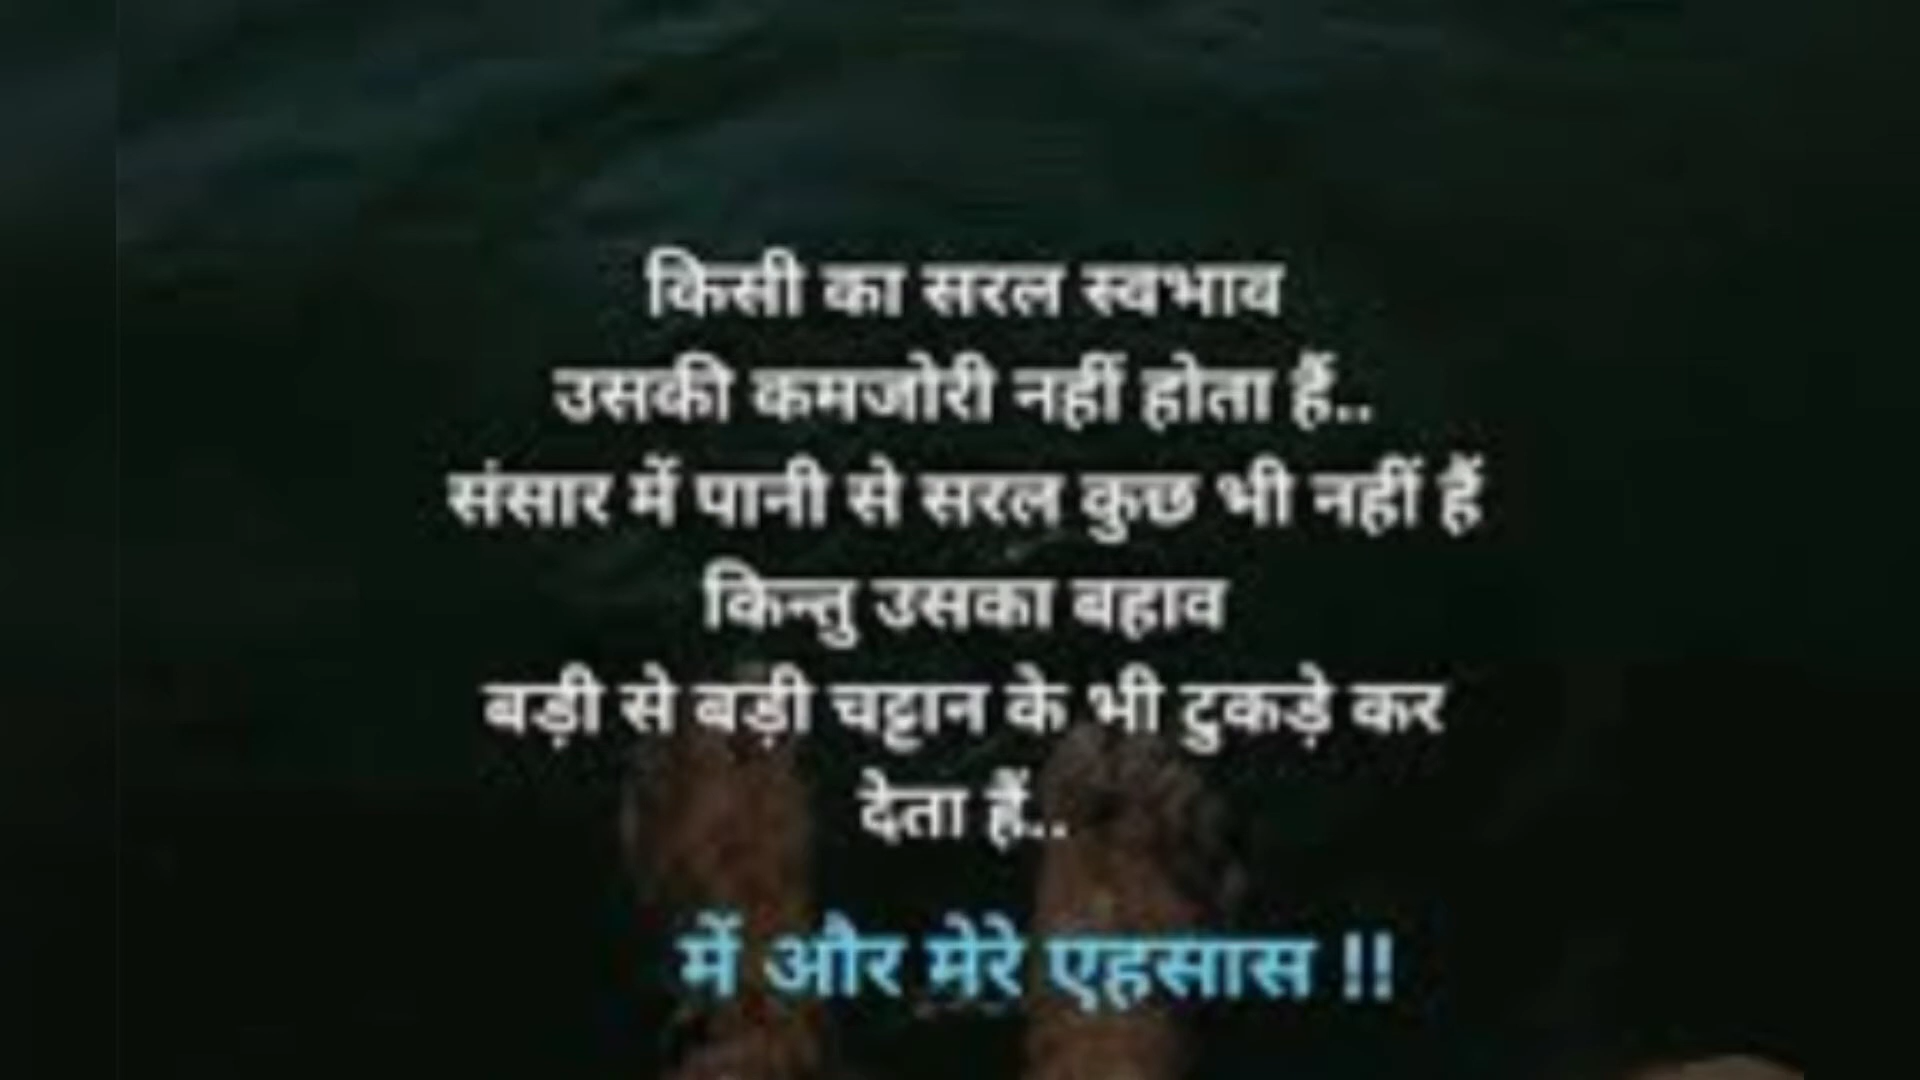 किसी का सरल स्वभाव
उसकी कमजोरी नहीं होता हैं..
संसार में पानी से सरल कुछ भी नहीं हैं
किन्तु उसका बहाव
बड़ी से बड़ी चट्टान के भी टुकड़े कर
देता हैं..
में और मेरे एहसास !!